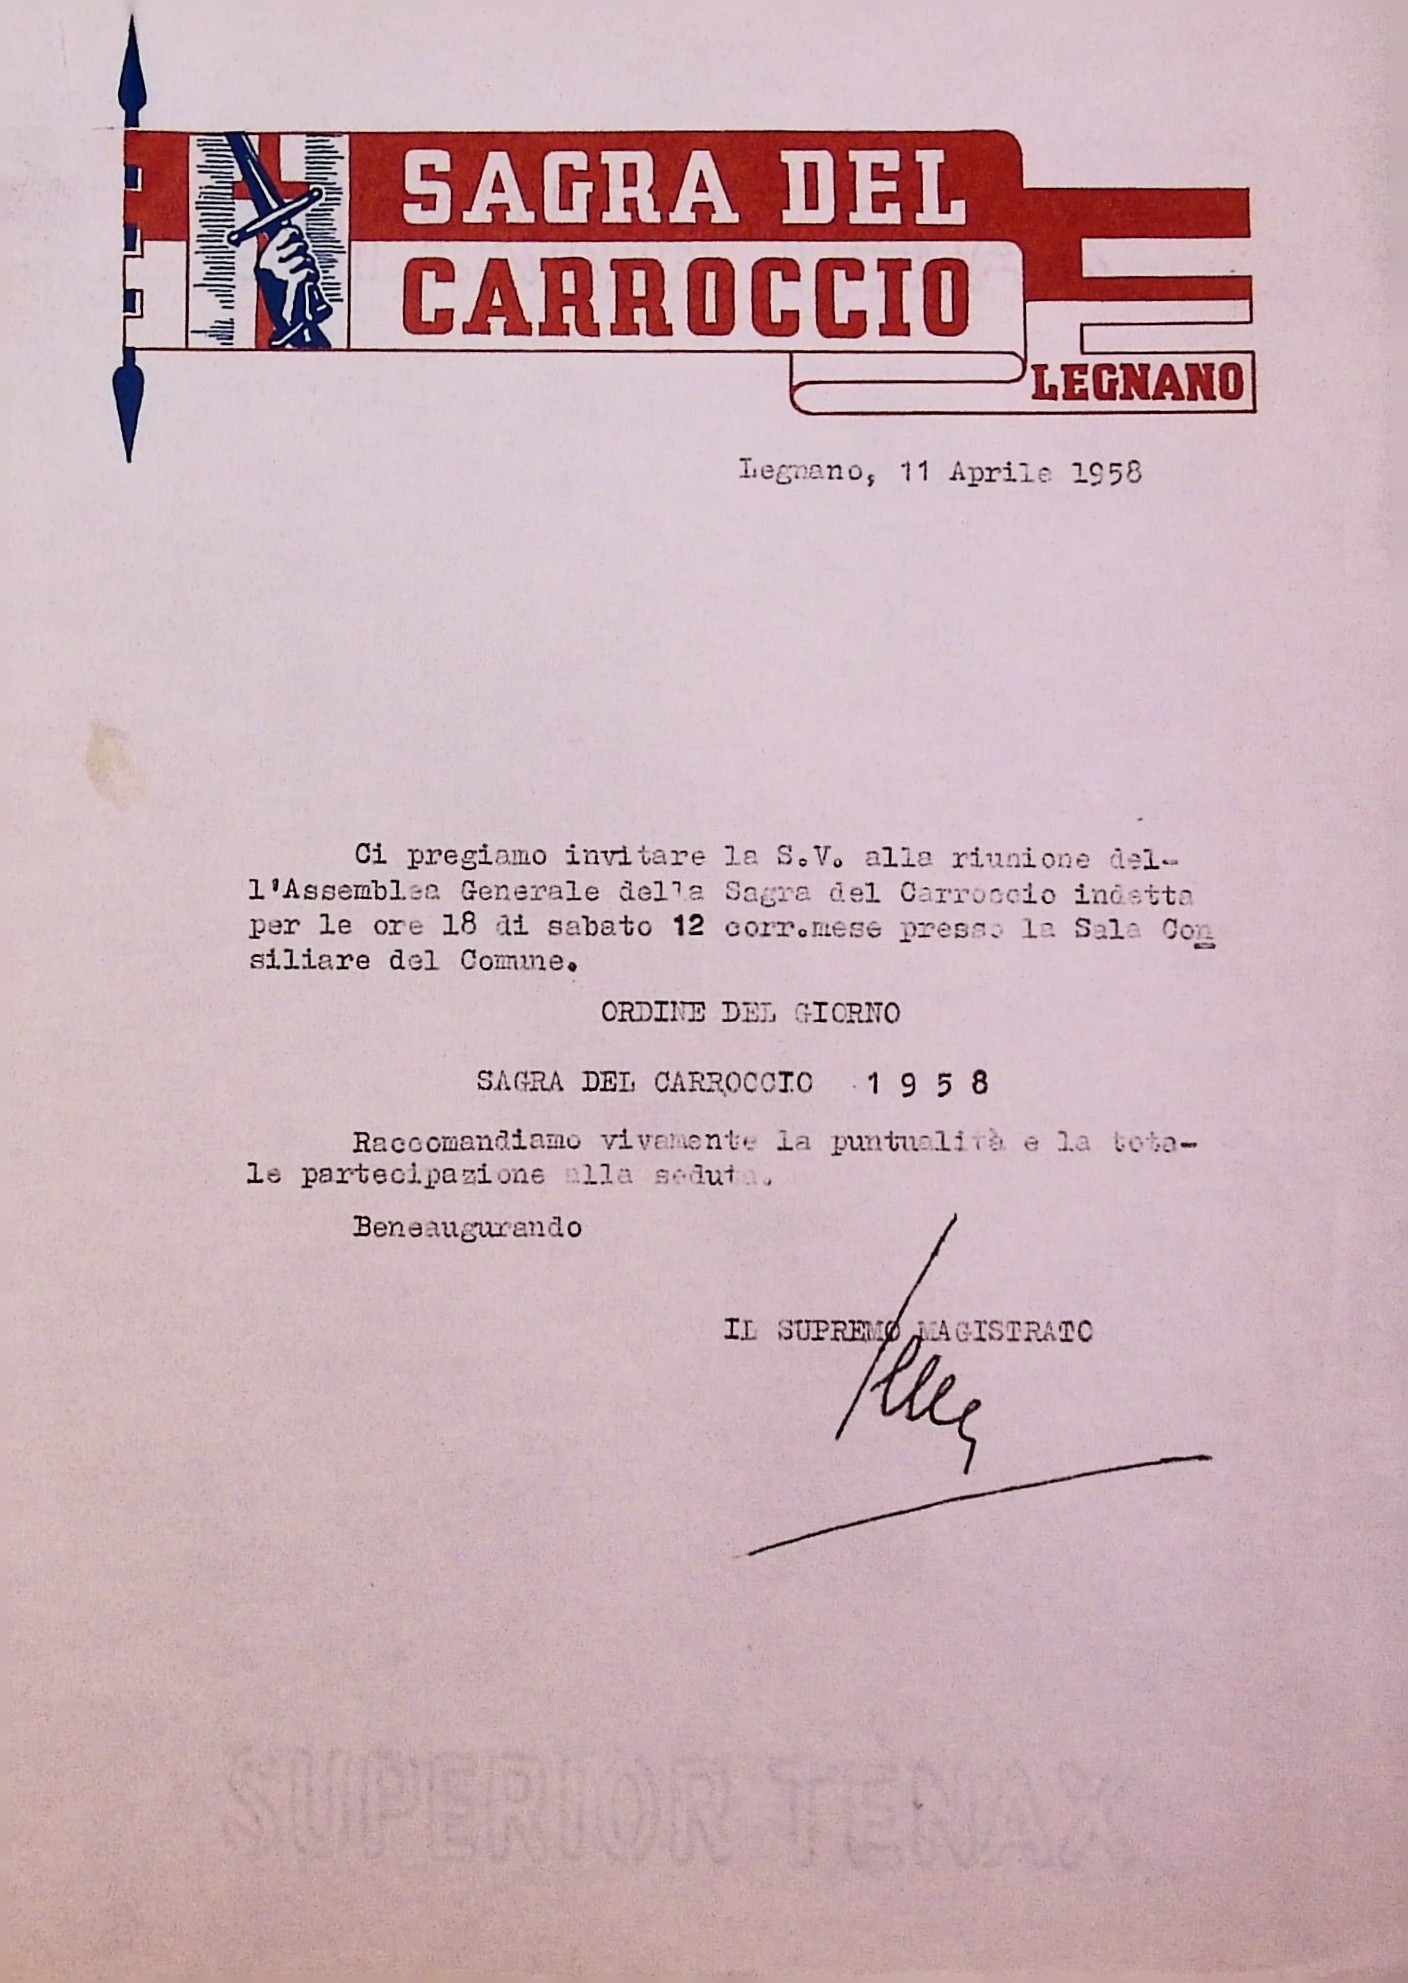 SAGRA DEL
CARROCCIO
LEGNANO
Legnano, 11 Aprile 1958
Ci pregiamo invitare la S.V. alla riunione del-
l'Assemblea Generale della Sagra del Carroccio indetta
per le ore 18 di sabato 12 corr.mese presso la Sala Con
siliare del Comune.
ORDINE DEL GIORNO
SAGRA DEL CARROCCIO 1 9 5 8
Raccomandiamo vivamente la puntualità e la tota-
le partecipazione alla seduta.
Beneaugurando
IL SUPREMO MAGISTRATO
SUPERIOR TENAX